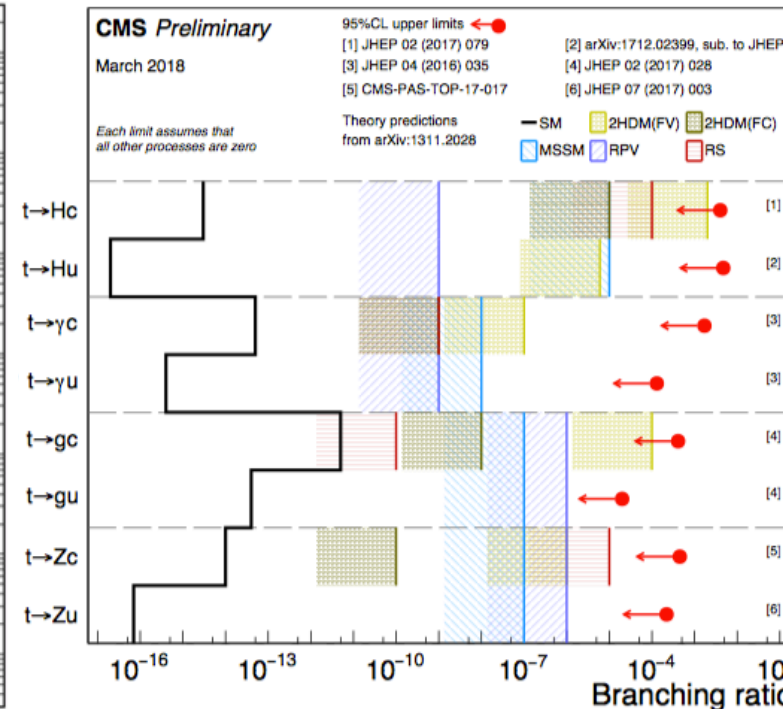 CMS Preliminary
March 2018
Each limit assumes that
all other processes are zero
95%CL upper limits
[1] JHEP 02 (2017) 079
[2] arXiv:1712.02399, sub. to JHEP
[3] JHEP 04 (2016) 035
[4] JHEP 02 (2017) 028
[5] CMS-PAS-TOP-17-017
[6] JHEP 07 (2017) 003
Theory predictions
from arXiv:1311.2028
SM 2HDM(FV) 2HDM(FC)
MSSM RPV RS
t→Hc [1]
t→Hu [2]
t→γc [3]
t→γu [3]
t→gc [4]
t→gu [4]
t→Zc [5]
t→Zu [6]
10⁻¹⁶ 10⁻¹³ 10⁻¹⁰ 10⁻⁷ 10⁻⁴ 10
Branching ratio